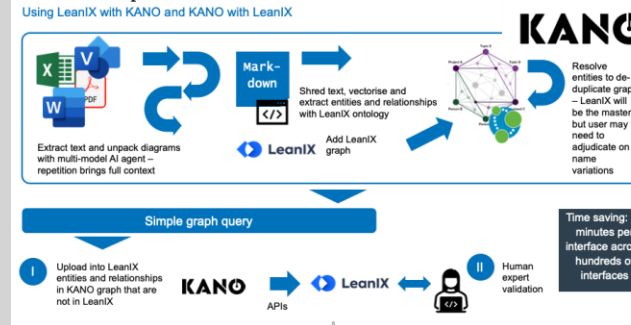 Using LeanIX with KANO and KANO with LeanIX
KANO
X
V
W
PDF
Mark-
down
</>
Extract text and unpack diagrams
with multi-model AI agent –
repetition brings full context
Shred text, vectorise and
extract entities and relationships
with LeanIX ontology
LeanIX
Add LeanIX
graph
Resolve
entities to de-
duplicate
– LeanIX will
be the master
but user may
need to
adjudicate on
name
variations
Simple graph query
I
Upload into LeanIX
entities and relationships
in KANO graph that are
not in LeanIX
KANO
APIs
LeanIX
</>
II
Human
expert
validation
Time saving:
minutes per
interface
hundreds
interfaces